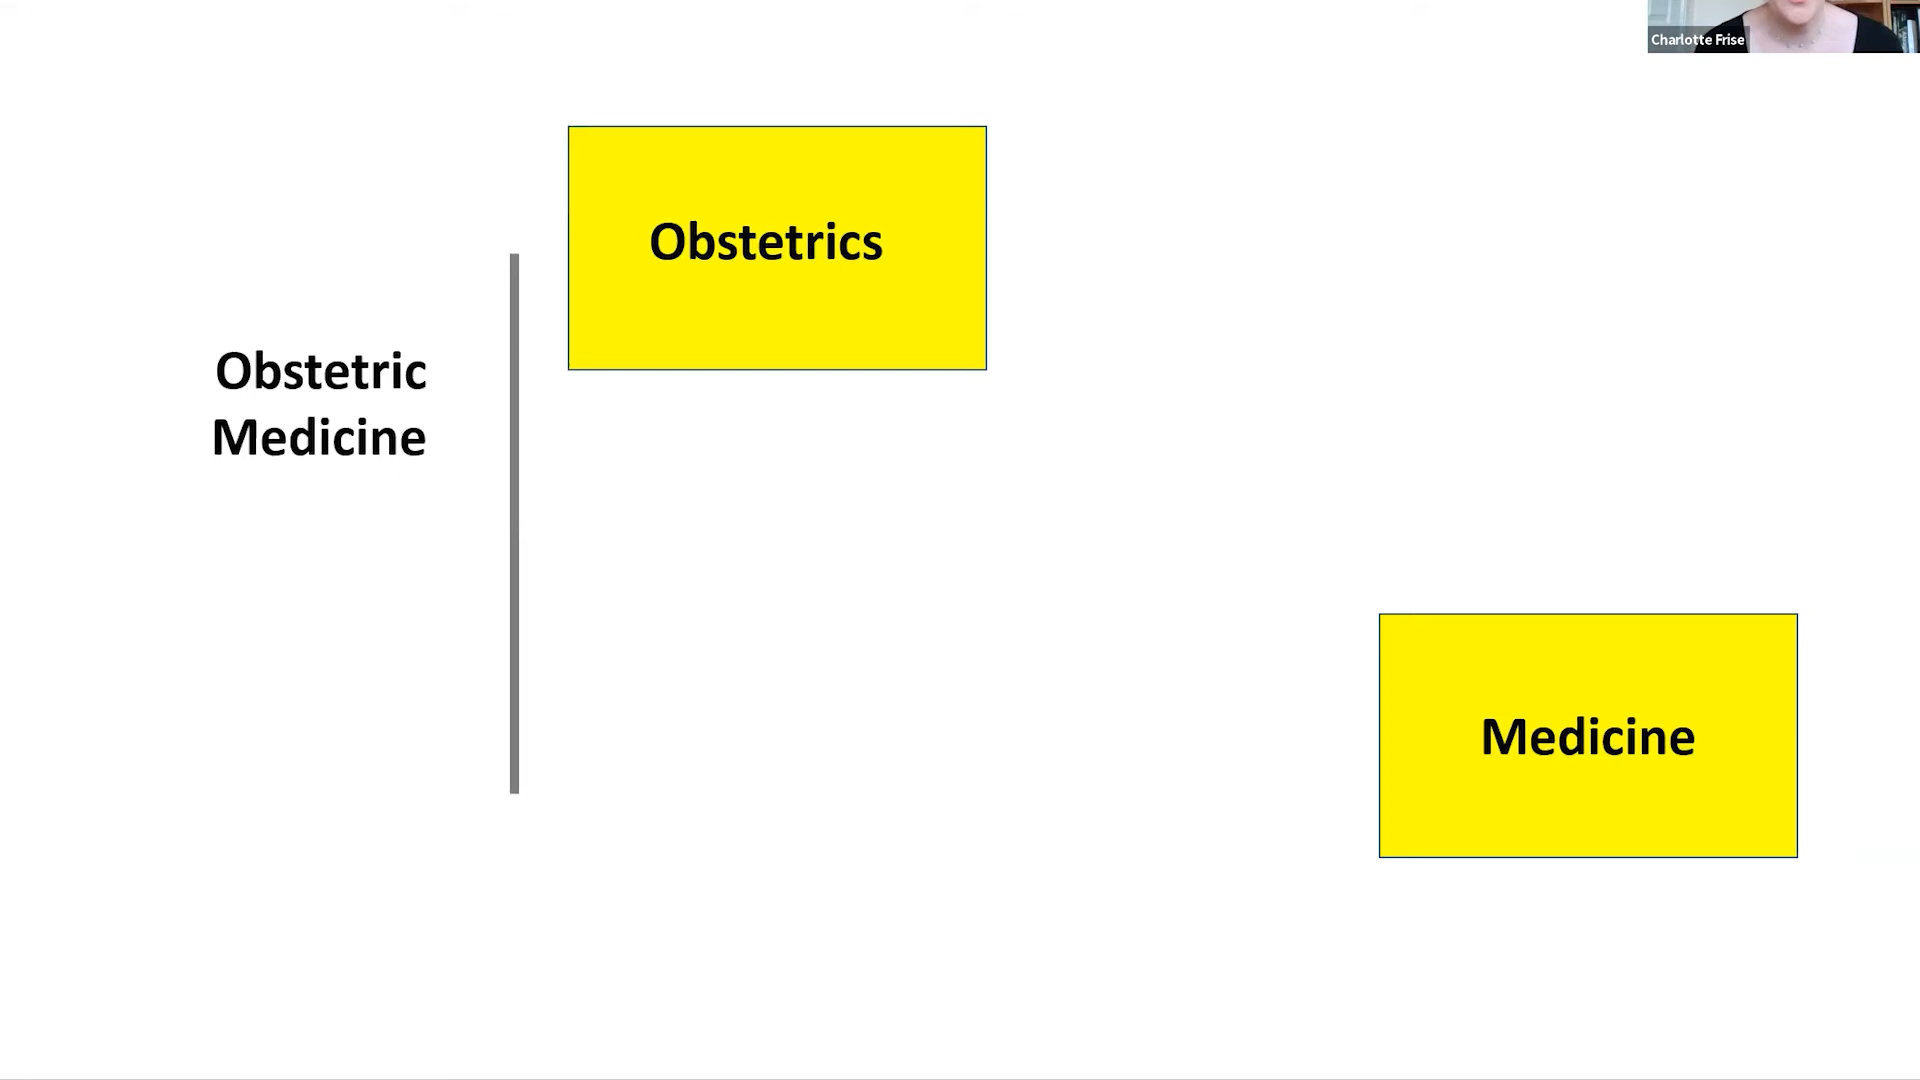 Charlotte Frise
Obstetrics
Obstetric
Medicine
Medicine